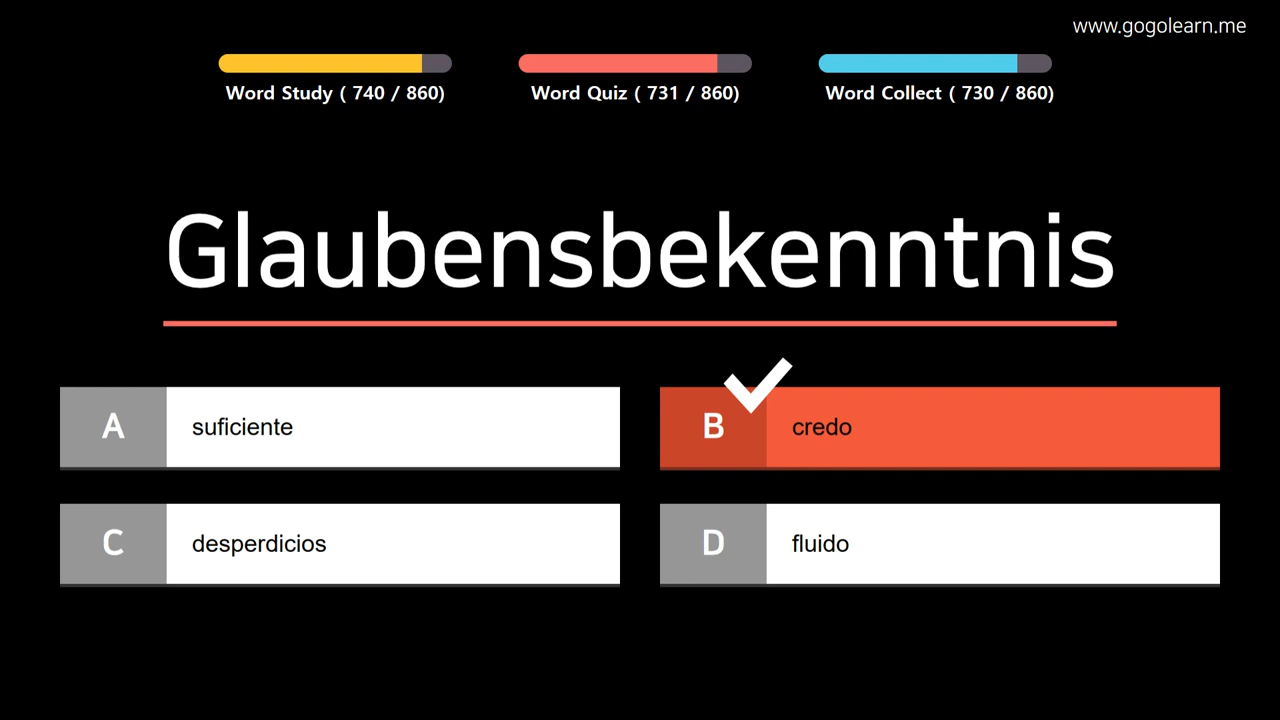 www.gogolearn.me
Word Study ( 740 / 860)
Word Quiz ( 731 / 860)
Word Collect ( 730 / 860)
Glaubensbekenntnis
A suficiente
B credo
C desperdicios
D fluido